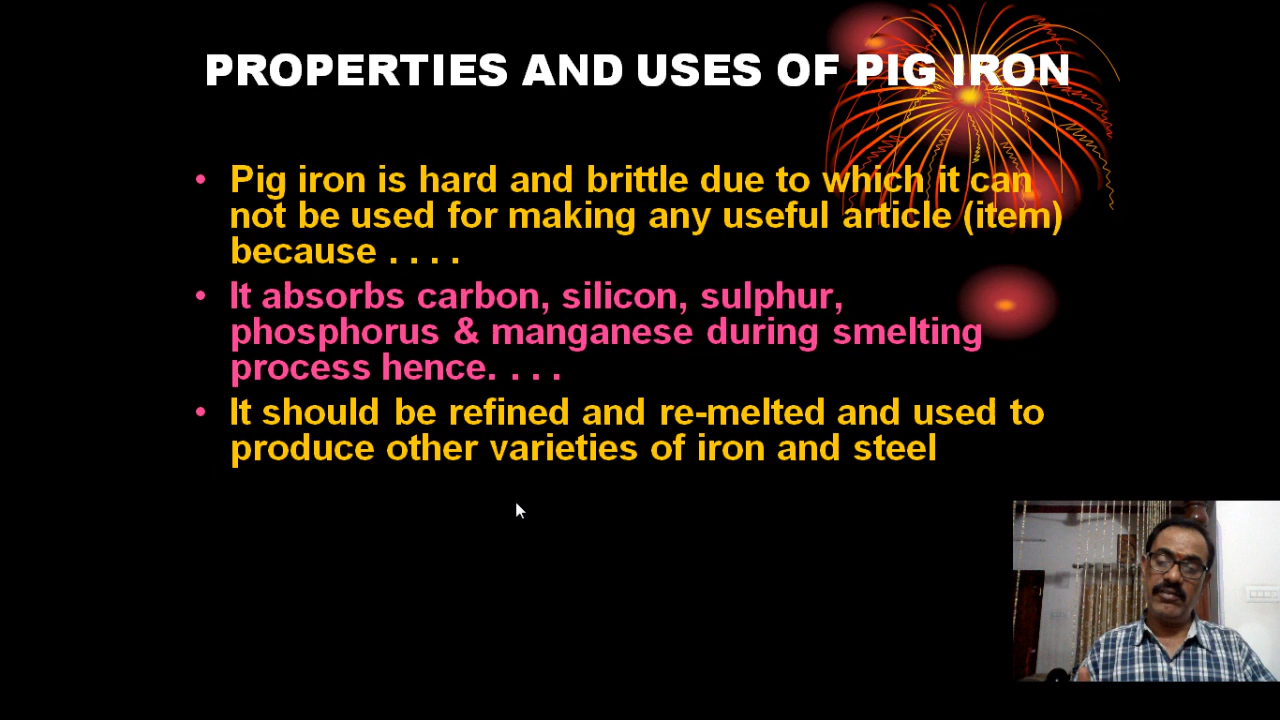 PROPERTIES AND USES OF PIG IRON
• Pig iron is hard and brittle due to which it can
not be used for making any useful article (item)
because . . . .
• It absorbs carbon, silicon, sulphur,
phosphorus & manganese during smelting
process hence. . . .
• It should be refined and re-melted and used to
produce other varieties of iron and steel